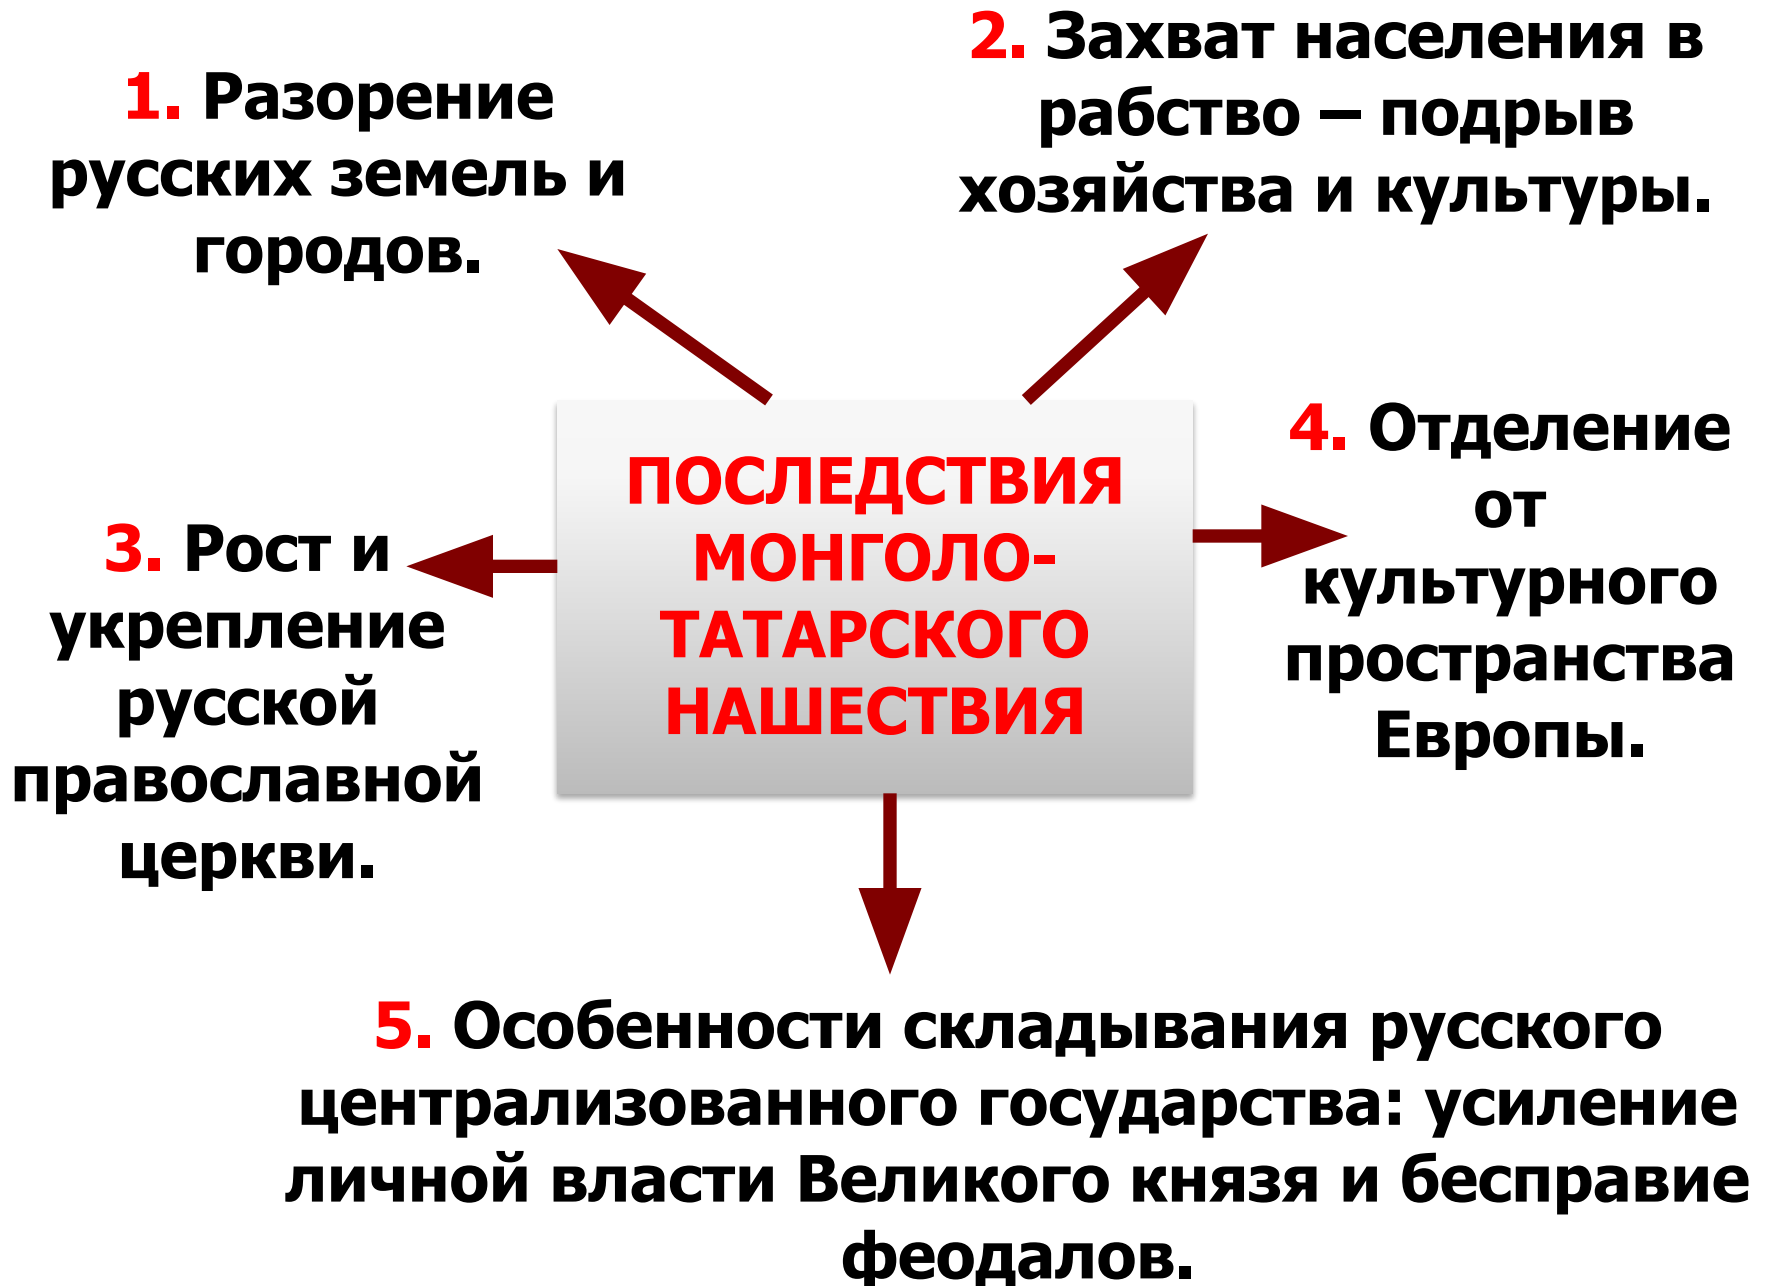 1. Разорение
русских земель и
городов.
2. Захват населения в
рабство – подрыв
хозяйства и культуры.
ПОСЛЕДСТВИЯ
МОНГОЛО-
ТАТАРСКОГО
НАШЕСТВИЯ
3. Рост и
укрепление
русской
православной
церкви.
4. Отделение
от
культурного
пространства
Европы.
5. Особенности складывания русского
централизованного государства: усиление
личной власти Великого князя и бесправие
феодалов.